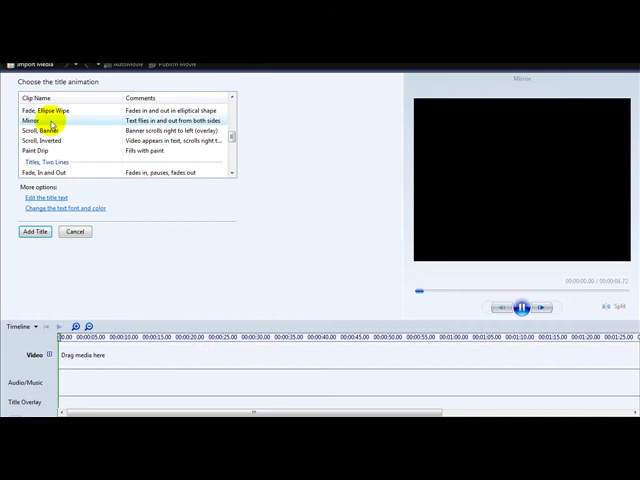 Import Media AutoMovie Publish Movie
Choose the title animation
Mirror
Clip Name Comments
Fade, Ellipse Wipe Fades in and out in elliptical shape
Mirror Text flies in and out from both sides
Scroll, Banner Banner scrolls right to left (overlay)
Scroll, Inverted Video appears in text, scrolls right t...
Paint Drip Fills with paint
Titles, Two Lines
Fade, In and Out Fades in, pauses, fades out
More options:
Edit the title text
Change the text font and color
Add Title Cancel
00:00:00.00 / 00:00:04.72
Split
Timeline
00:00:05.00 00:00:10.00 00:00:15.00 00:00:20.00 00:00:25.00 00:00:30.00 00:00:35.00 00:00:40.00 00:00:45.00 00:00:50.00 00:00:55.00 00:01:00.00 00:01:05.00 00:01:10.00 00:01:15.00 00:01:20.00 00:01:25.00
Video Drag media here
Audio/Music
Title Overlay